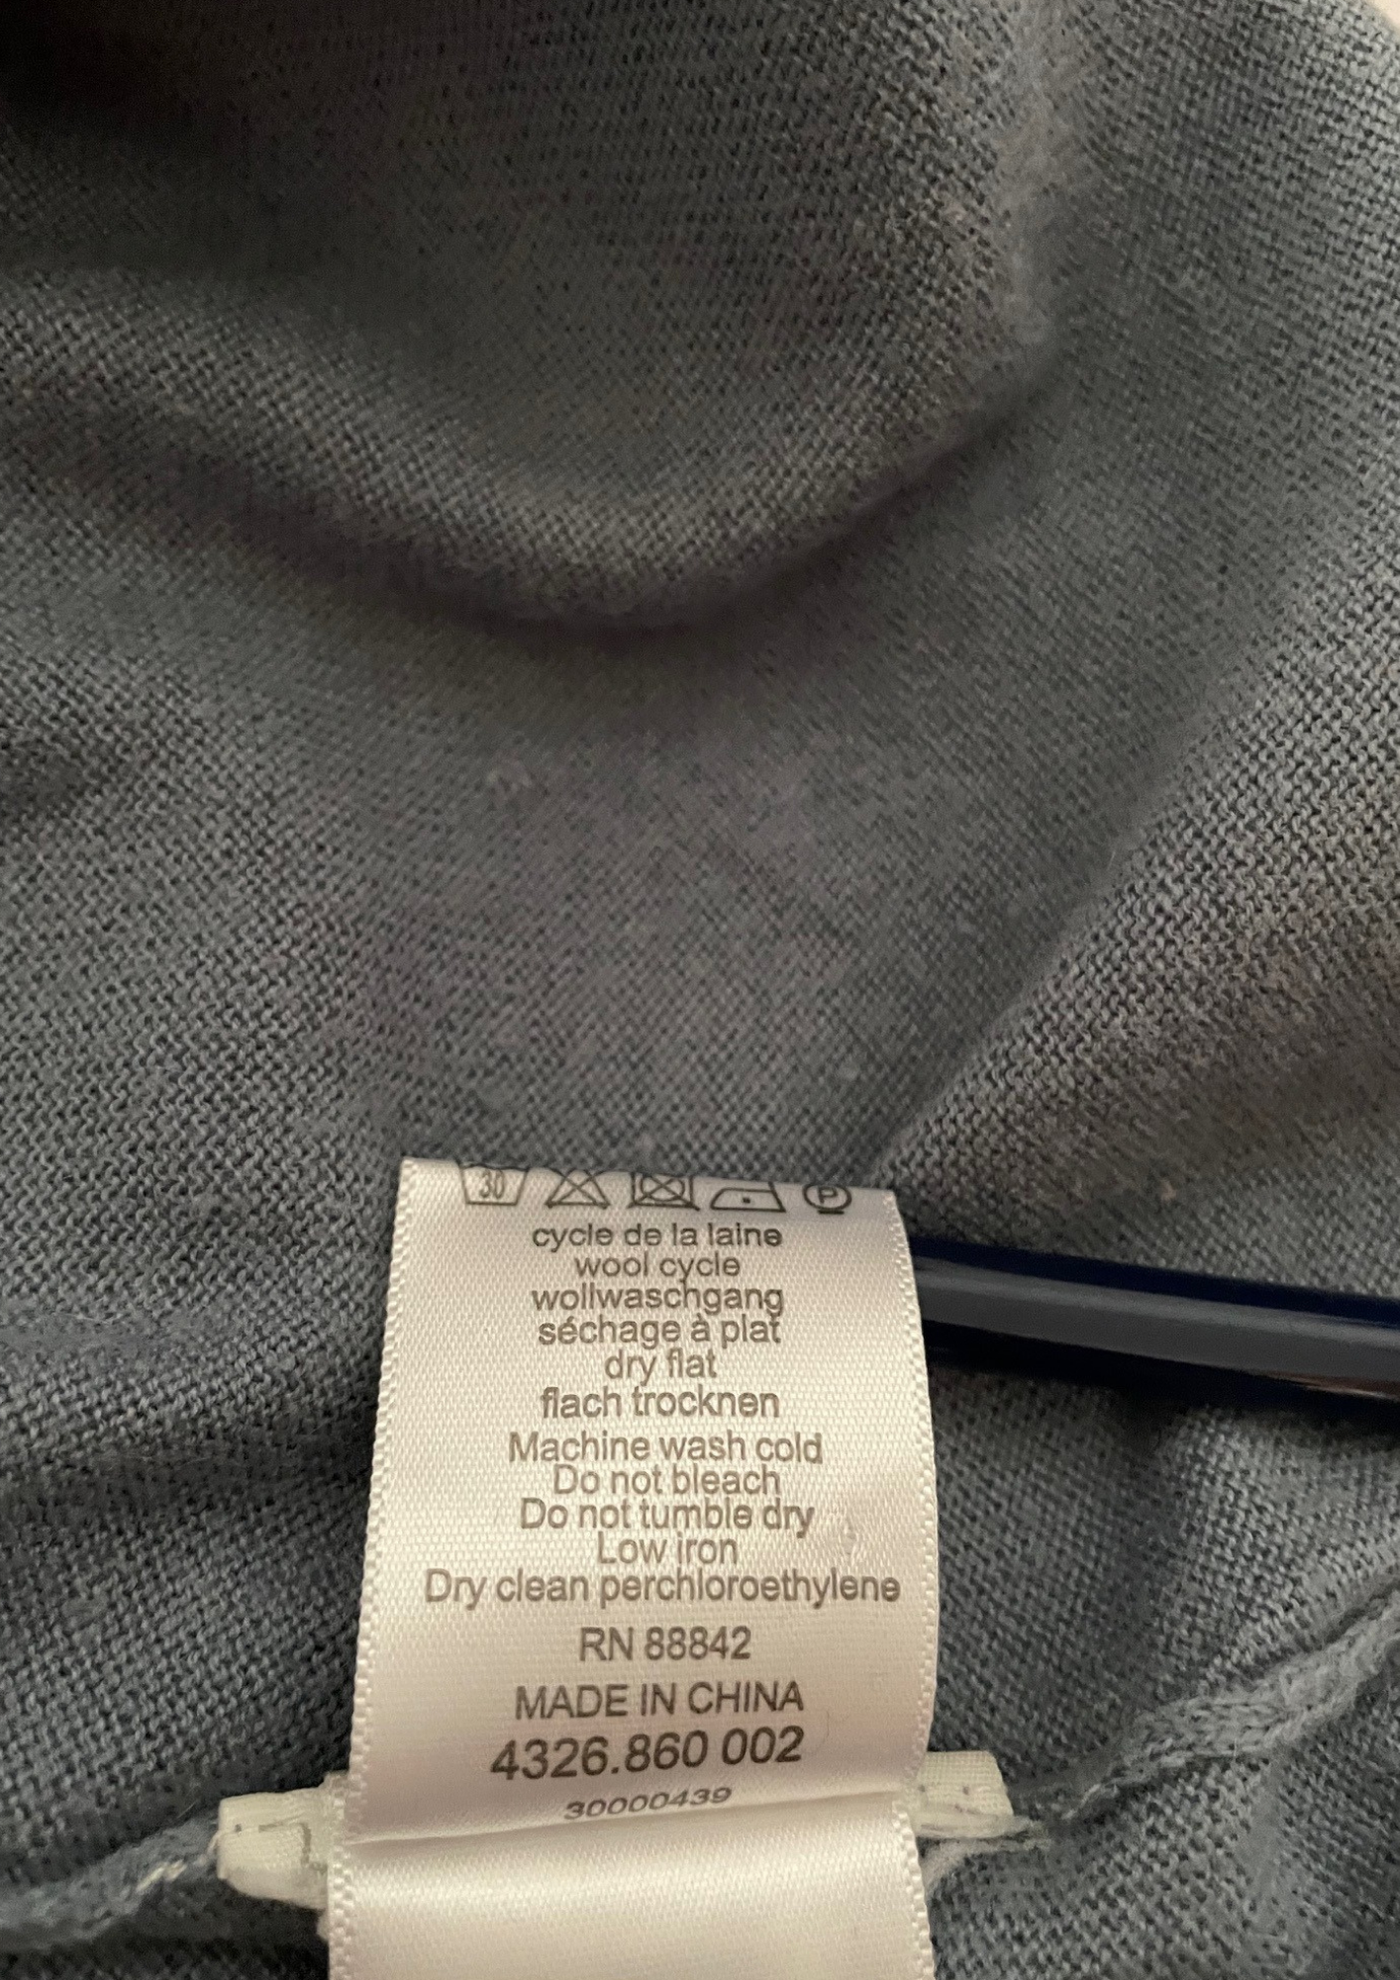 30 P
cycle de la laine
wool cycle
wollwaschgang
séchage à plat
dry flat
flach trocknen
Machine wash cold
Do not bleach
Do not tumble dry
Low iron
Dry clean perchloroethylene
RN 88842
MADE IN CHINA
4326.860 002
30000439